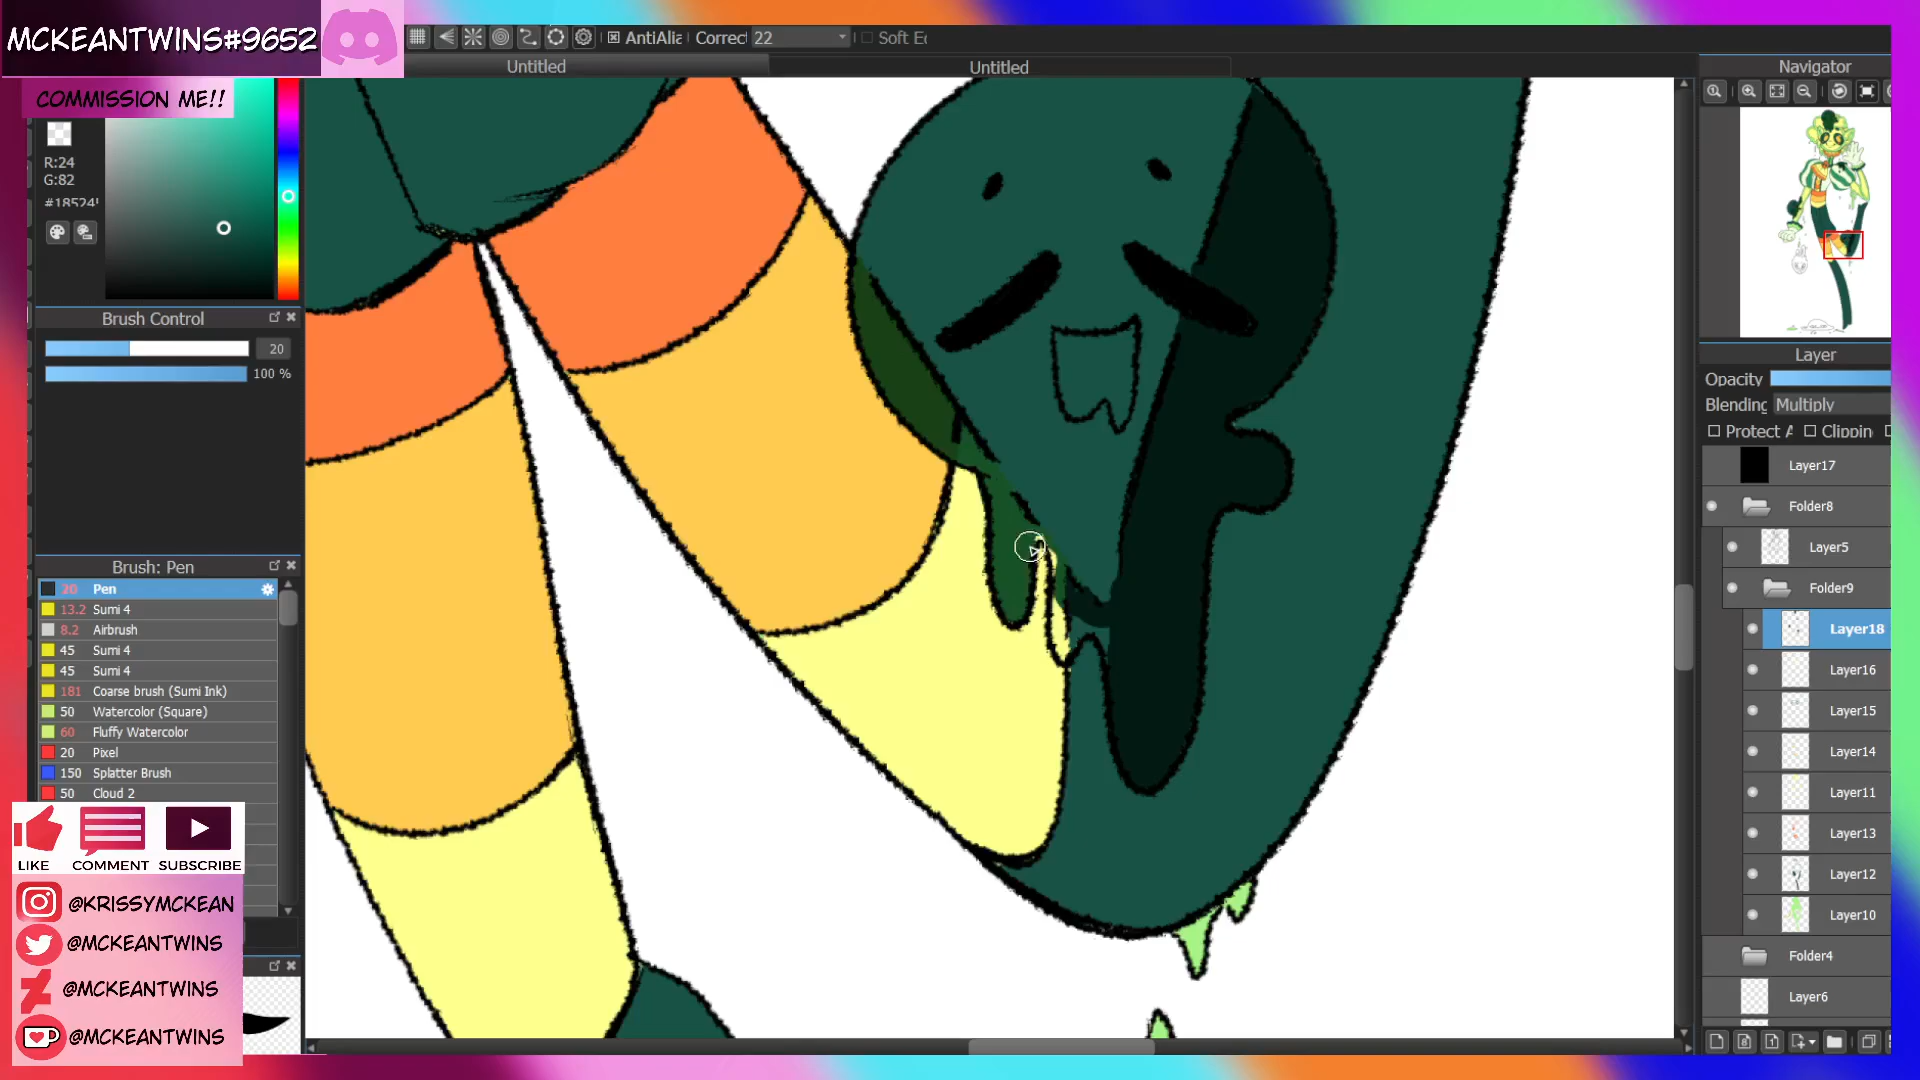 MCKEANTWINS#9652
COMMISSION ME!!
AntiAlia
Correct
22
Soft Ec
Untitled
Untitled
Navigator
R:24
G:82
#18524
Brush Control
20
100 %
Brush: Pen
20 Pen
13.2 Sumi 4
8.2 Airbrush
45 Sumi 4
45 Sumi 4
181 Coarse brush (Sumi Ink)
50 Watercolor (Square)
60 Fluffy Watercolor
20 Pixel
150 Splatter Brush
50 Cloud 2
LIKE COMMENT SUBSCRIBE
@KRISSYMCKEAN
@MCKEANTWINS
@MCKEANTWINS
@MCKEANTWINS
Layer
Opacity
Blending Multiply
Protect A Clippin
Layer17
Folder8
Layer5
Folder9
Layer18
Layer16
Layer15
Layer14
Layer11
Layer13
Layer12
Layer10
Folder4
Layer6